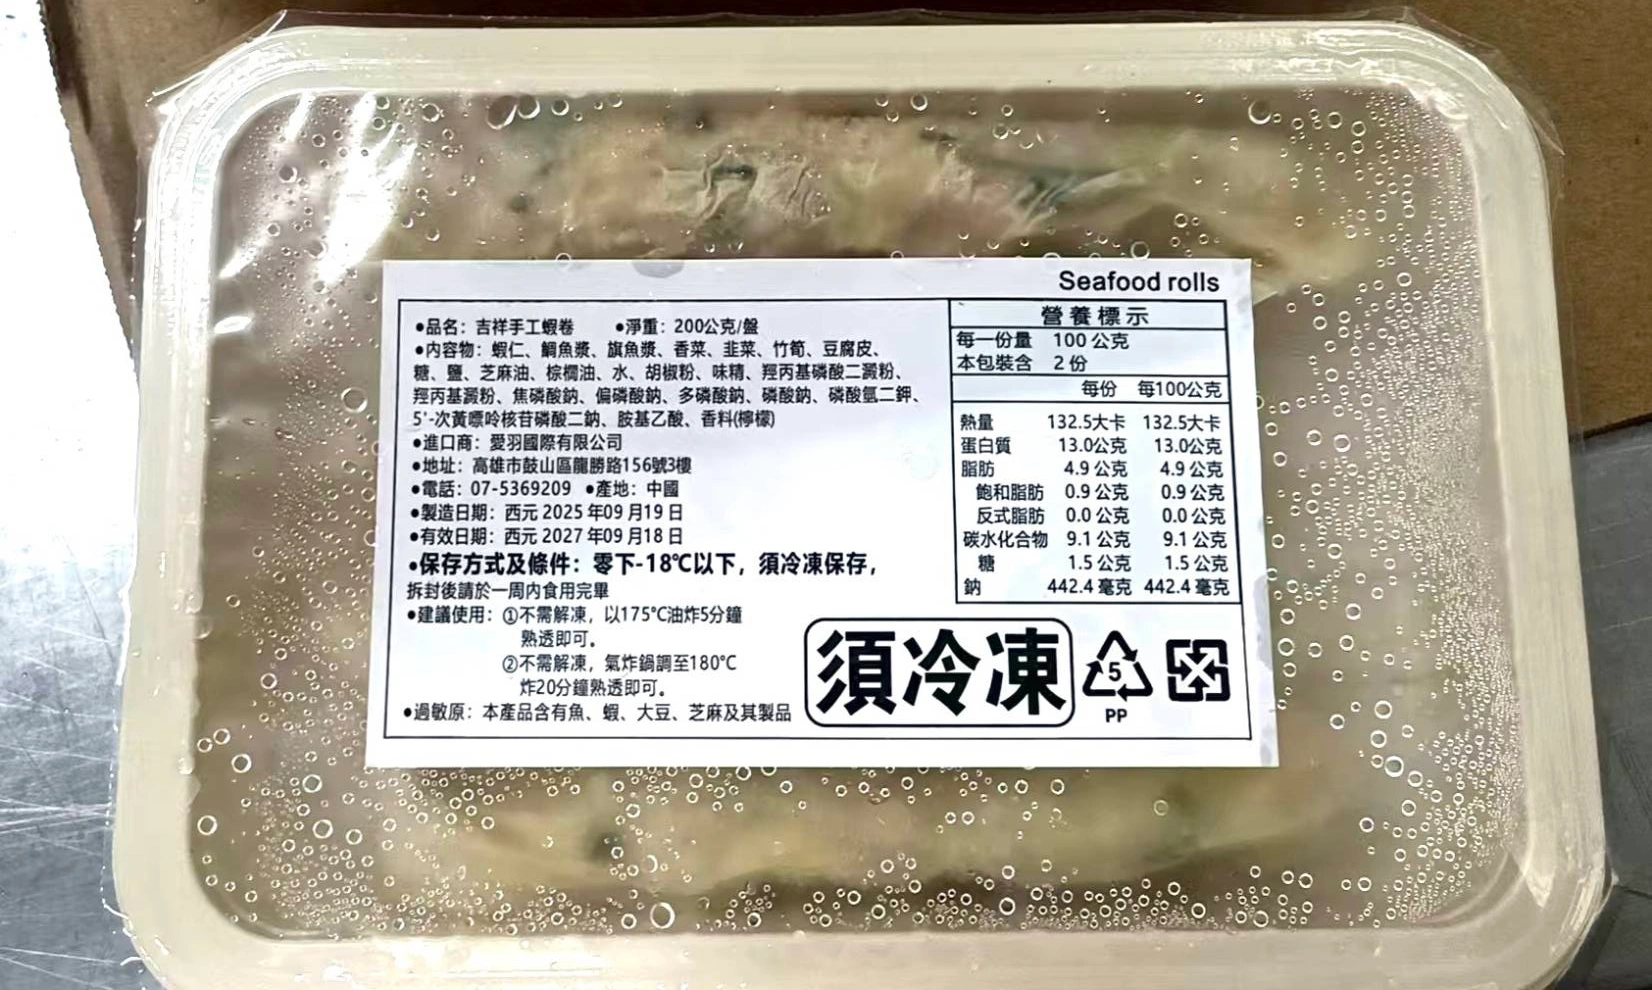 Seafood rolls
●品名：吉祥手工蝦卷 ●淨重：200公克/盤
●內容物：蝦仁、鯛魚漿、旗魚漿、香菜、韭菜、竹筍、豆腐皮、
糖、鹽、芝麻油、棕櫚油、水、胡椒粉、味精、羥丙基磷酸二澱粉、
羥丙基澱粉、焦磷酸鈉、偏磷酸鈉、多磷酸鈉、磷酸鈉、磷酸氫二鉀、
5'-次黃嘌呤核苷磷酸二鈉、胺基乙酸、香料(檸檬)
●進口商：愛羽國際有限公司
●地址：高雄市鼓山區龍勝路156號3樓
●電話：07-5369209 ●產地：中國
●製造日期：西元 2025 年09 月19 日
●有效日期：西元 2027 年09 月18 日
●保存方式及條件：零下-18℃以下，須冷凍保存，
拆封後請於一周內食用完畢
●建議使用：①不需解凍，以175℃油炸5分鐘
熟透即可。
②不需解凍，氣炸鍋調至180℃
炸20分鐘熟透即可。
●過敏原：本產品含有魚、蝦、大豆、芝麻及其製品
營養標示
每一份量 100 公克
本包裝含 2 份
每份 每100公克
熱量 132.5大卡 132.5大卡
蛋白質 13.0公克 13.0公克
脂肪 4.9 公克 4.9 公克
飽和脂肪 0.9 公克 0.9 公克
反式脂肪 0.0 公克 0.0 公克
碳水化合物 9.1 公克 9.1 公克
糖 1.5 公克 1.5 公克
鈉 442.4 毫克 442.4 毫克
須冷凍
5
PP